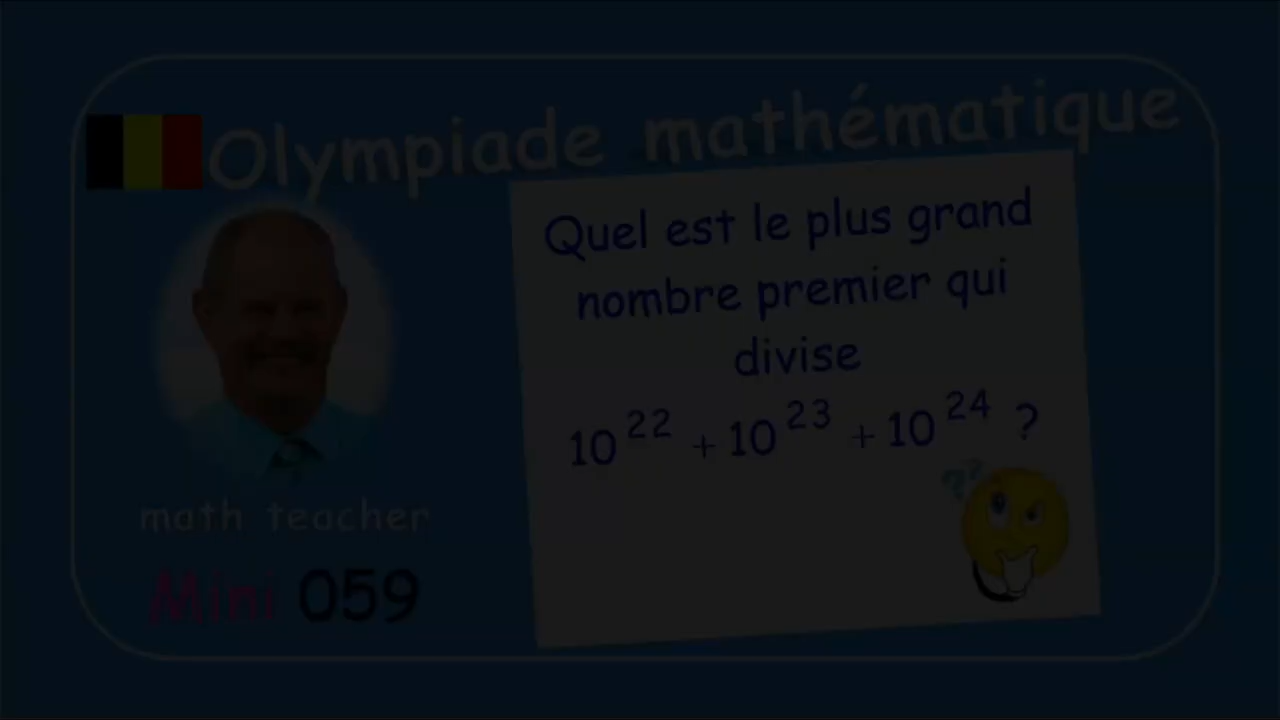 Olympiade mathématique
Quel est le plus grand
nombre premier qui
divise
10²² + 10²³ + 10²⁴ ?
??
math teacher
Mini 059